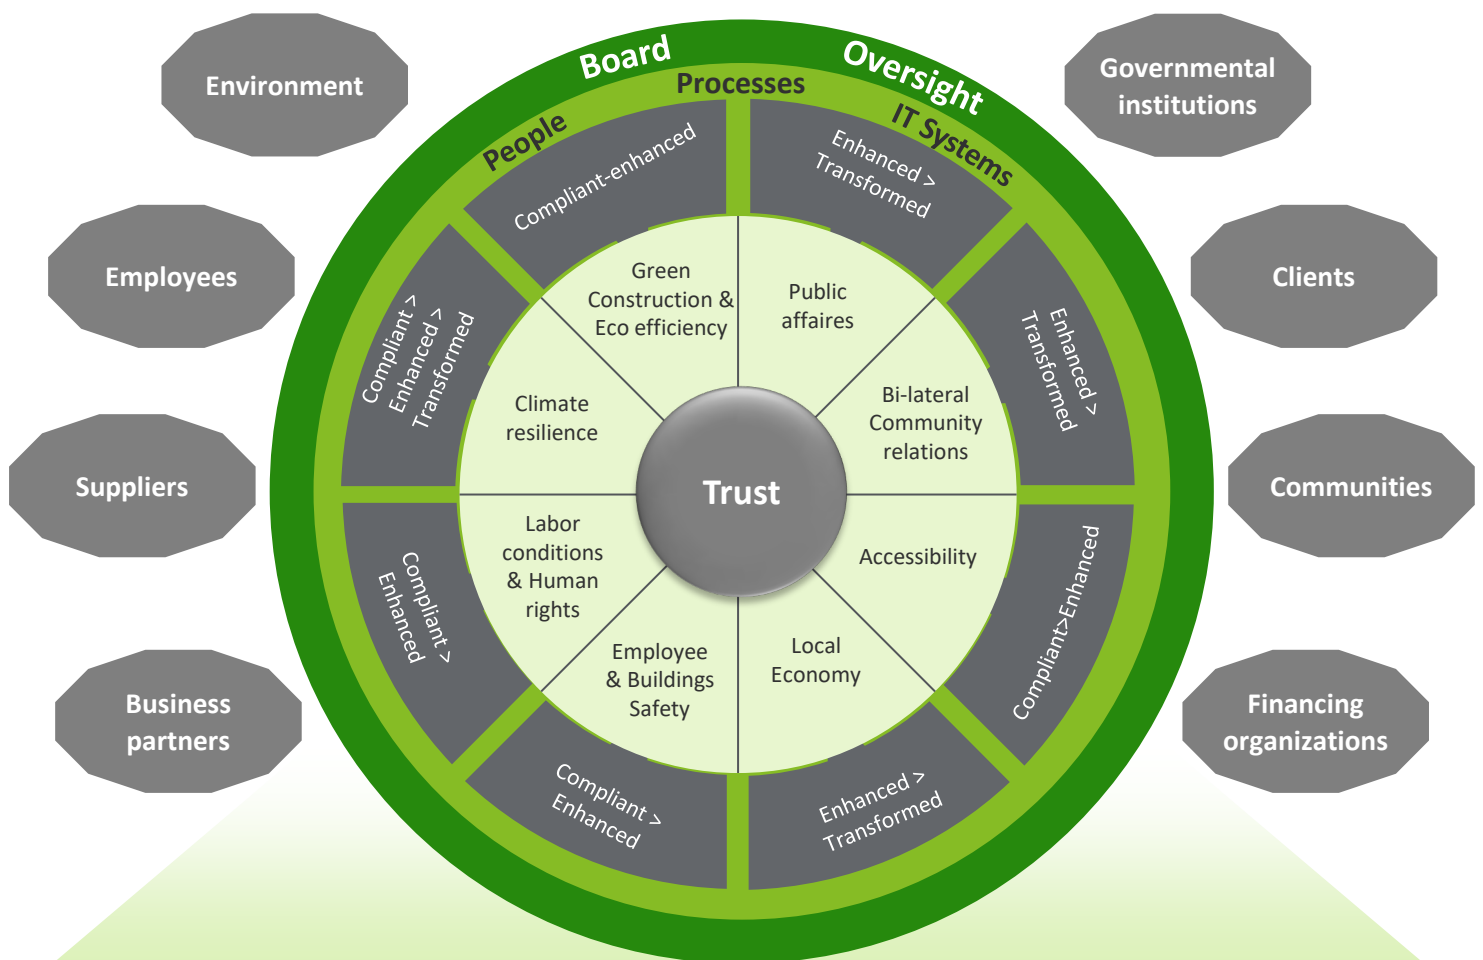 Environment
Employees
Suppliers
Business
partners
Board
Oversight
People
Processes
IT Systems
Compliant-enhanced
Enhanced >
Transformed
Enhanced >
Transformed
Compliant>Enhanced
Enhanced >
Transformed
Compliant >
Enhanced
Compliant >
Enhanced
Compliant >
Enhanced >
Transformed
Green
Construction &
Eco efficiency
Public
affaires
Bi-lateral
Community
relations
Accessibility
Local
Economy
Employee
& Buildings
Safety
Labor
conditions
& Human
rights
Climate
resilience
Trust
Governmental
institutions
Clients
Communities
Financing
organizations